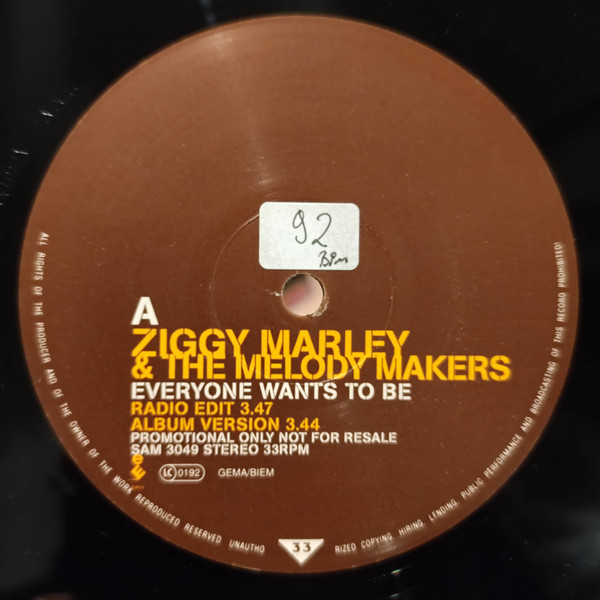 92
BPm
A
ZIGGY MARLEY
& THE MELODY MAKERS
EVERYONE WANTS TO BE
RADIO EDIT 3.47
ALBUM VERSION 3.44
PROMOTIONAL ONLY NOT FOR RESALE
SAM 3049 STEREO 33RPM
LC 0192 GEMA/BIEM
ALL RIGHTS OF THE PRODUCER AND OF THE OWNER OF THE WORK REPRODUCED RESERVED UNAUTHO
33
RIZED COPYING, HIRING, LENDING, PUBLIC PERFORMANCE AND BROADCASTING OF THIS RECORD PROHIBITED!